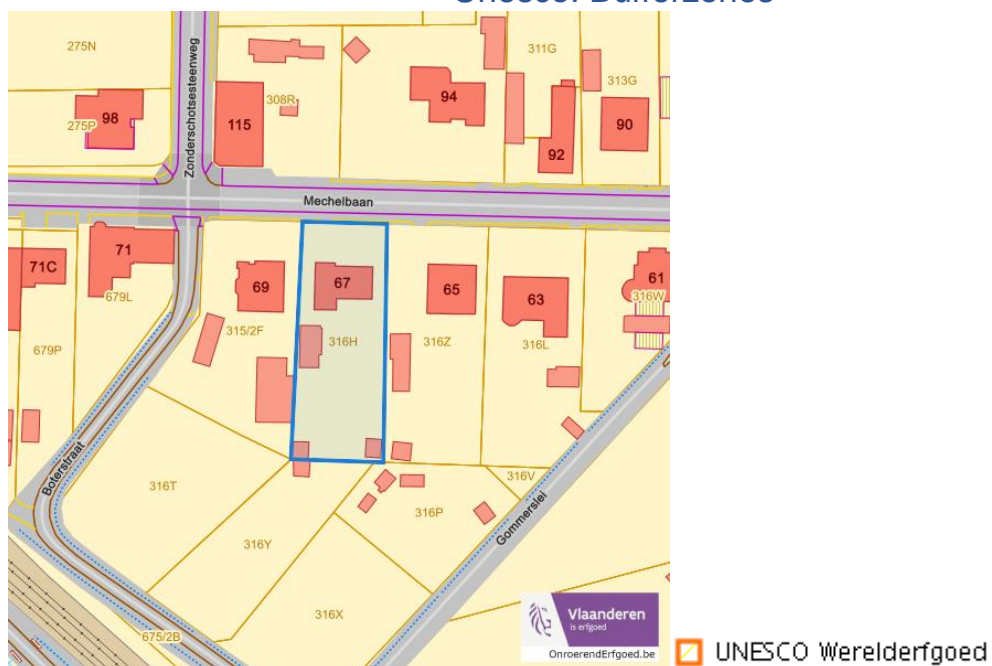 Unesco: Bufferzones
275N
311G
313G
308R
94
98
275P
115
90
92
Zonderschotsesteenweg
Mechelbaan
71
71C
69
67
65
63
61
316W
679L
315/2F
316H
316Z
316L
679P
Boterstraat
316T
316V
316P
Gommerslei
316Y
316X
675/2B
Vlaanderen
is erfgoed
OnroerendErfgoed.be
UNESCO Werelderfgoed